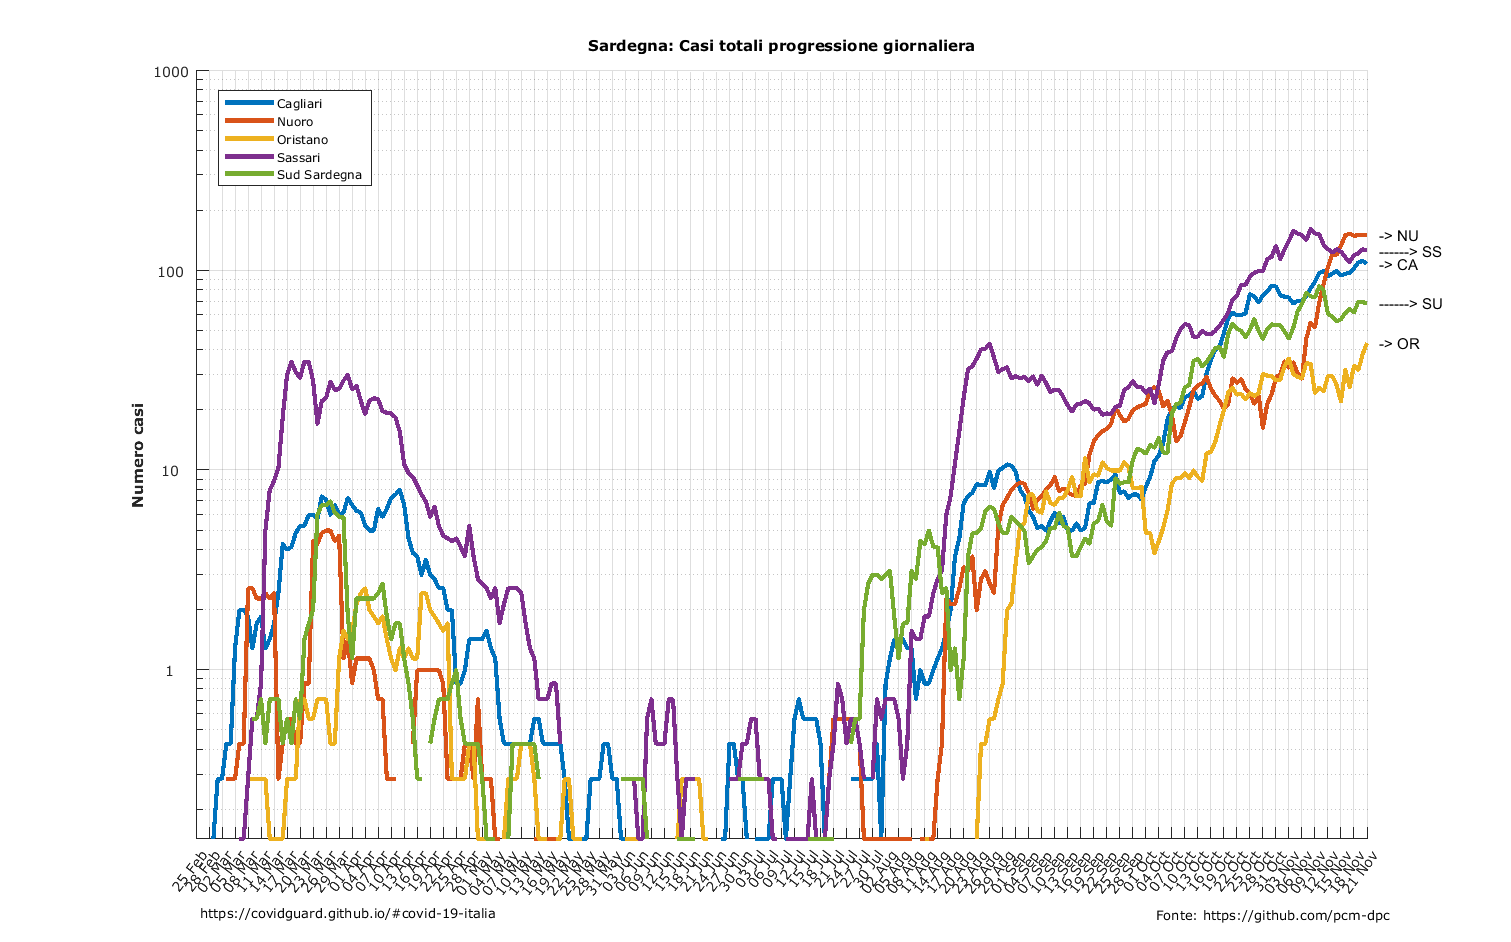 Sardegna: Casi totali progressione giornaliera
1000
100
10
1
Numero casi
Cagliari
Nuoro
Oristano
Sassari
Sud Sardegna
-> NU
------> SS
-> CA
------> SU
-> OR
25 Feb
28 Feb
02 Mar
05 Mar
08 Mar
11 Mar
14 Mar
17 Mar
20 Mar
23 Mar
26 Mar
29 Mar
01 Apr
04 Apr
07 Apr
10 Apr
13 Apr
16 Apr
19 Apr
22 Apr
25 Apr
28 Apr
01 May
04 May
07 May
10 May
13 May
16 May
19 May
22 May
25 May
28 May
31 May
03 Jun
06 Jun
09 Jun
12 Jun
15 Jun
18 Jun
21 Jun
24 Jun
27 Jun
30 Jun
03 Jul
06 Jul
09 Jul
12 Jul
15 Jul
18 Jul
21 Jul
24 Jul
27 Jul
30 Jul
02 Aug
05 Aug
08 Aug
11 Aug
14 Aug
17 Aug
20 Aug
23 Aug
26 Aug
29 Aug
01 Sep
04 Sep
07 Sep
10 Sep
13 Sep
16 Sep
19 Sep
22 Sep
25 Sep
28 Sep
01 Oct
04 Oct
07 Oct
10 Oct
13 Oct
16 Oct
19 Oct
22 Oct
25 Oct
28 Oct
31 Oct
03 Nov
06 Nov
09 Nov
12 Nov
15 Nov
18 Nov
21 Nov
https://covidguard.github.io/#covid-19-italia
Fonte: https://github.com/pcm-dpc